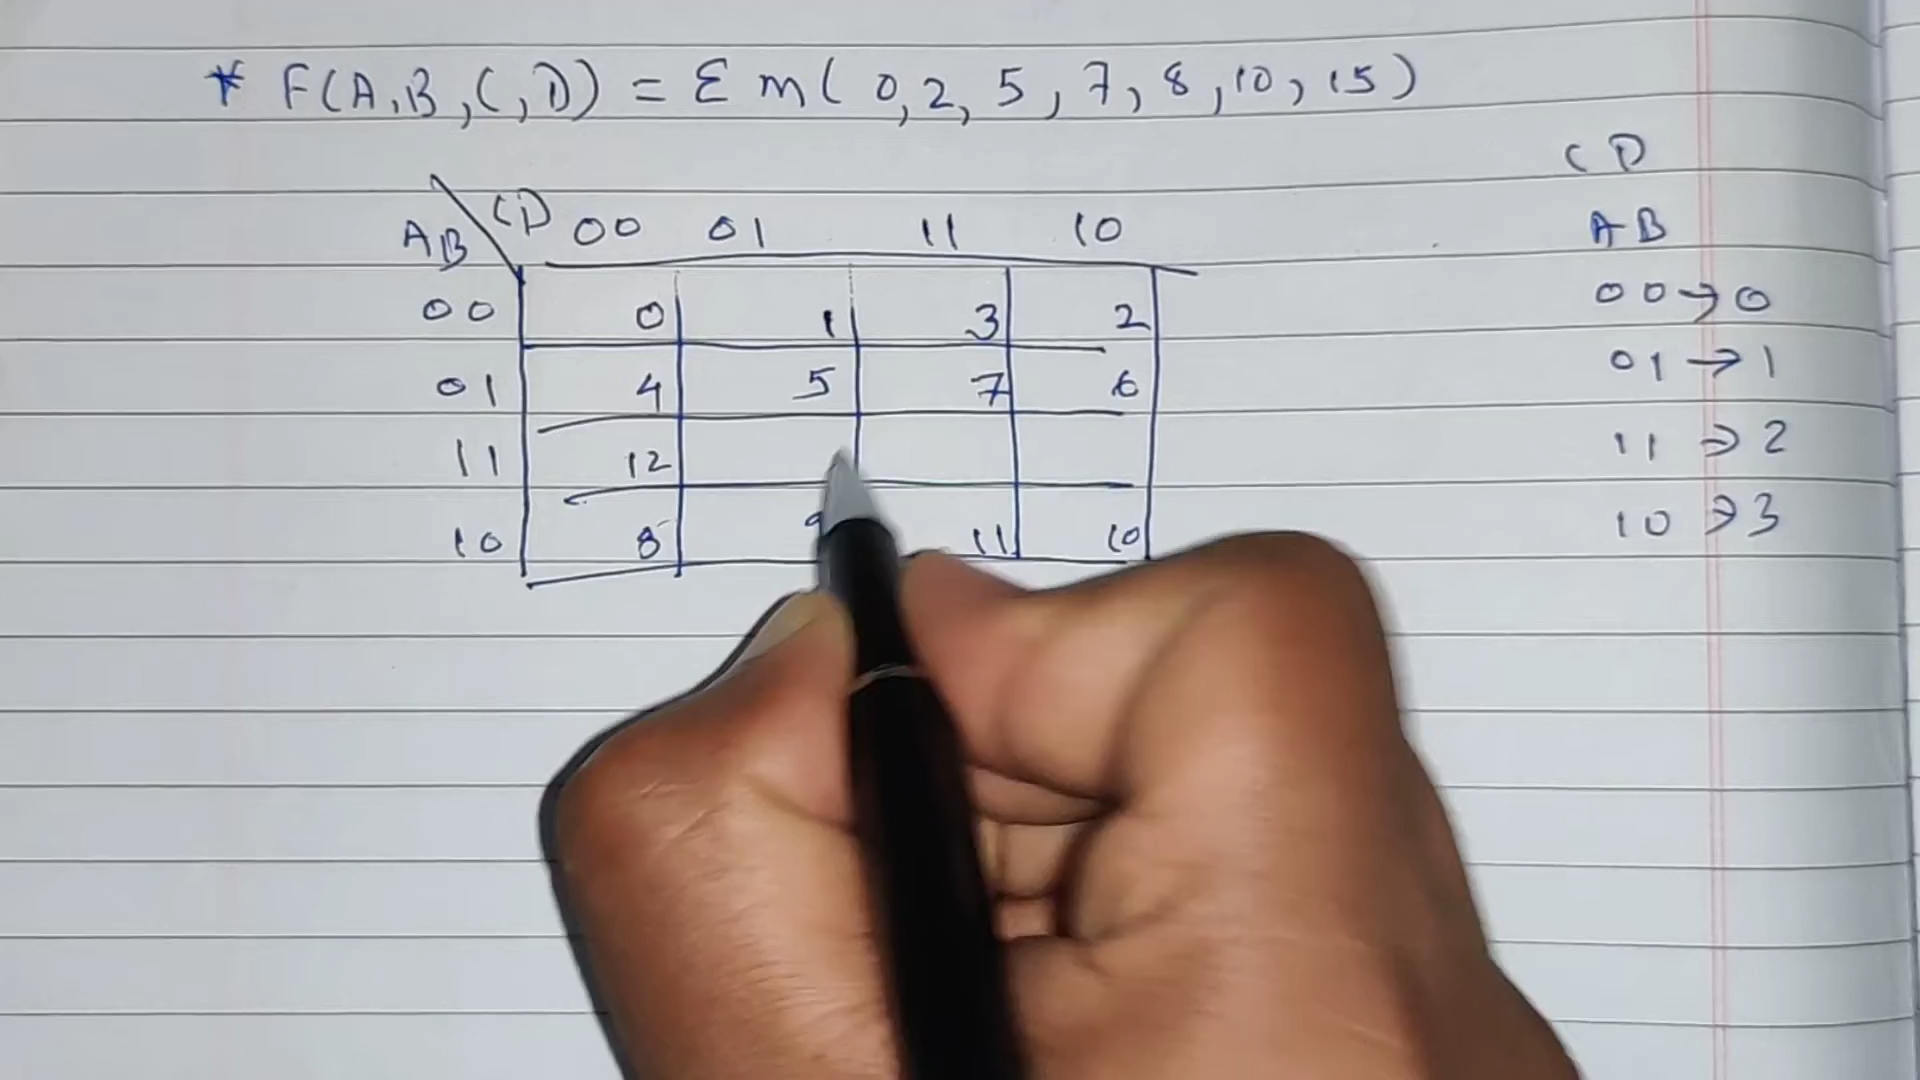 * F(A,B,C,D) = Σ m( 0,2, 5, 7, 8,10, 15)
CD
AB CD 00 01 11 10
AB
00 0 1 3 2
00→0
01 4 5 7 6
01→1
11 12
11→2
10 8 9 11 10
10→3